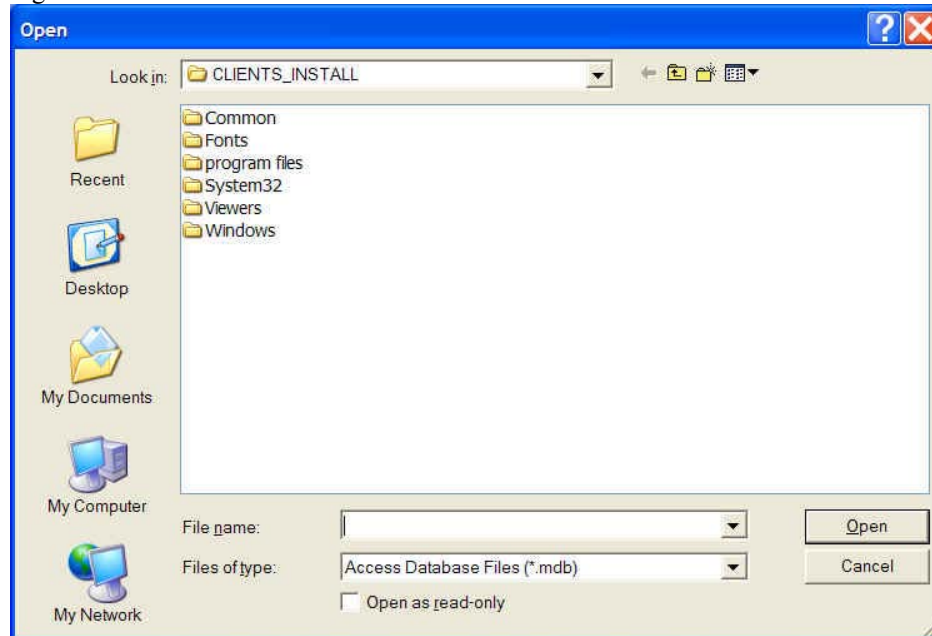 Open
Look in: CLIENTS_INSTALL
Common
Fonts
program files
System32
Viewers
Windows
Recent
Desktop
My Documents
My Computer
My Network
File name:
Open
Files of type: Access Database Files (*.mdb)
Cancel
Open as read-only